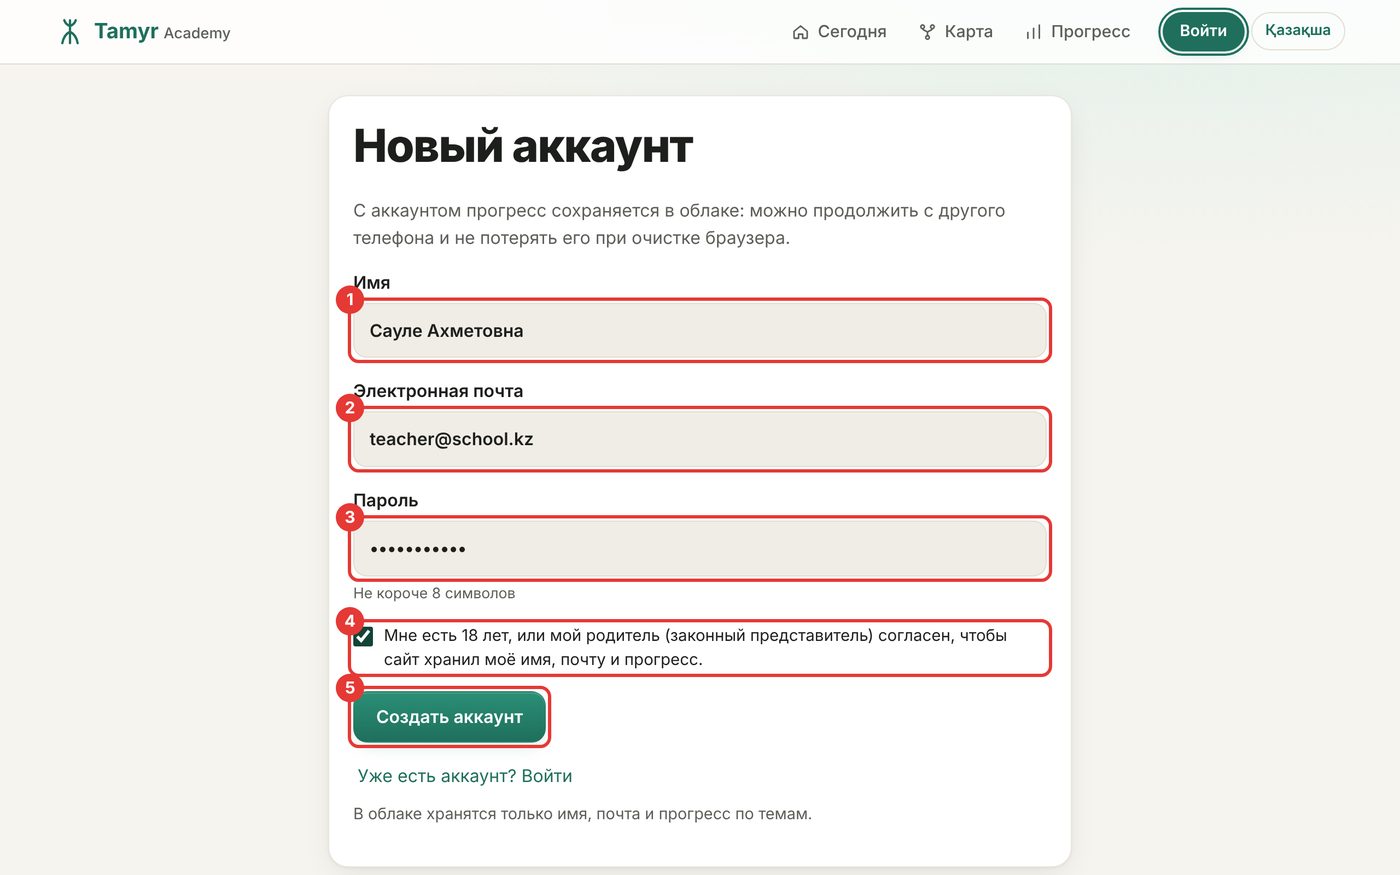 Tamyr Academy
Сегодня
Карта
Прогресс
Войти
Қазақша
Новый аккаунт
С аккаунтом прогресс сохраняется в облаке: можно продолжить с другого
телефона и не потерять его при очистке браузера.
Имя
1
Сауле Ахметовна
Электронная почта
2
teacher@school.kz
Пароль
3
•••••••••••
Не короче 8 символов
4
Мне есть 18 лет, или мой родитель (законный представитель) согласен, чтобы
сайт хранил моё имя, почту и прогресс.
5
Создать аккаунт
Уже есть аккаунт? Войти
В облаке хранятся только имя, почта и прогресс по темам.